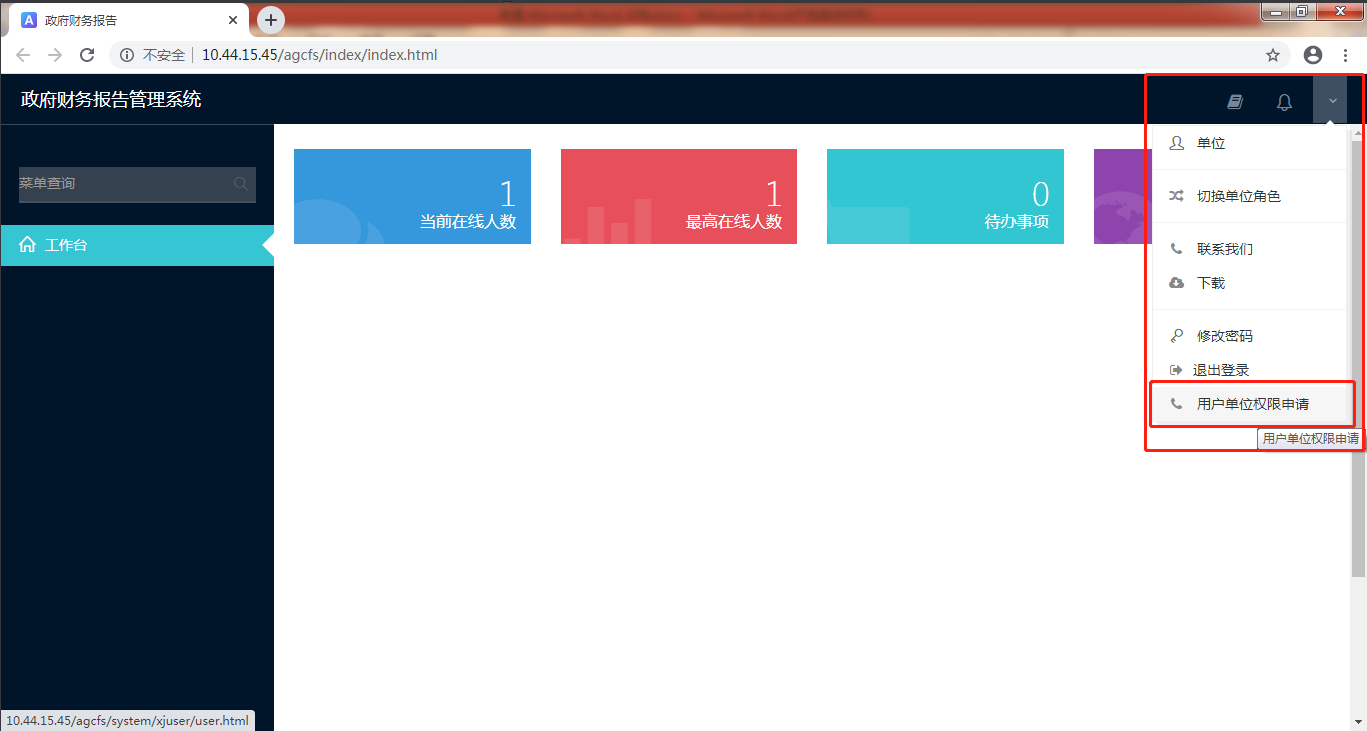 政府财务报告
不安全 10.44.15.45/agcfs/index/index.html
政府财务报告管理系统
菜单查询
工作台
1
当前在线人数
1
最高在线人数
0
待办事项
单位
切换单位角色
联系我们
下载
修改密码
退出登录
用户单位权限申请
用户单位权限申请
10.44.15.45/agcfs/system/xjuser/user.html